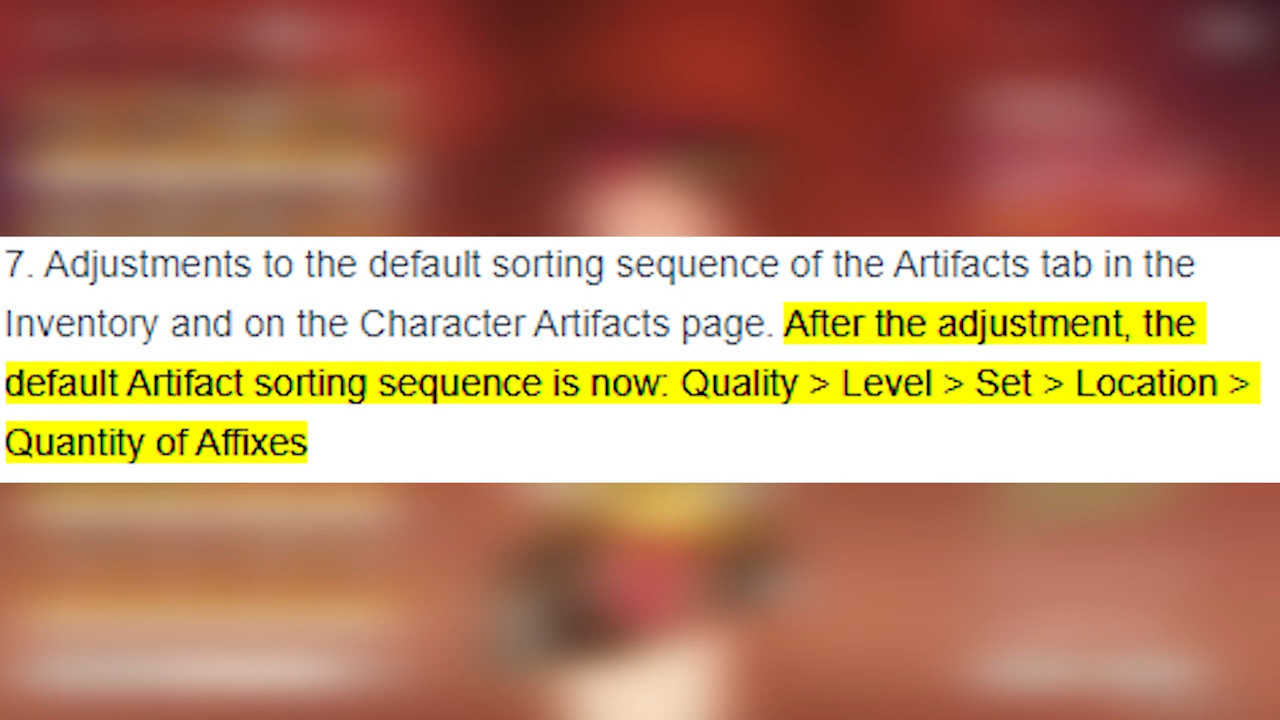 7. Adjustments to the default sorting sequence of the Artifacts tab in the
Inventory and on the Character Artifacts page. After the adjustment, the
default Artifact sorting sequence is now: Quality > Level > Set > Location >
Quantity of Affixes